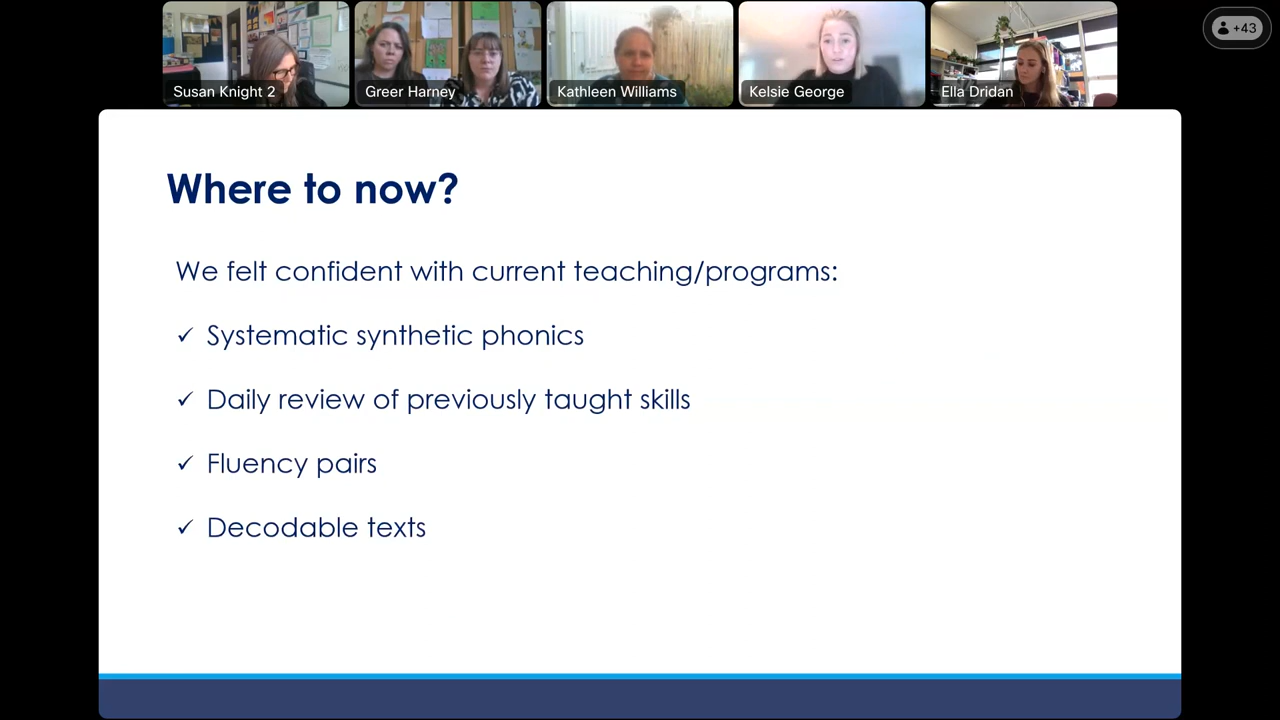 Susan Knight 2
Greer Harney
Kathleen Williams
Kelsie George
Ella Dridan
+43
Where to now?
We felt confident with current teaching/programs:
✓ Systematic synthetic phonics
✓ Daily review of previously taught skills
✓ Fluency pairs
✓ Decodable texts